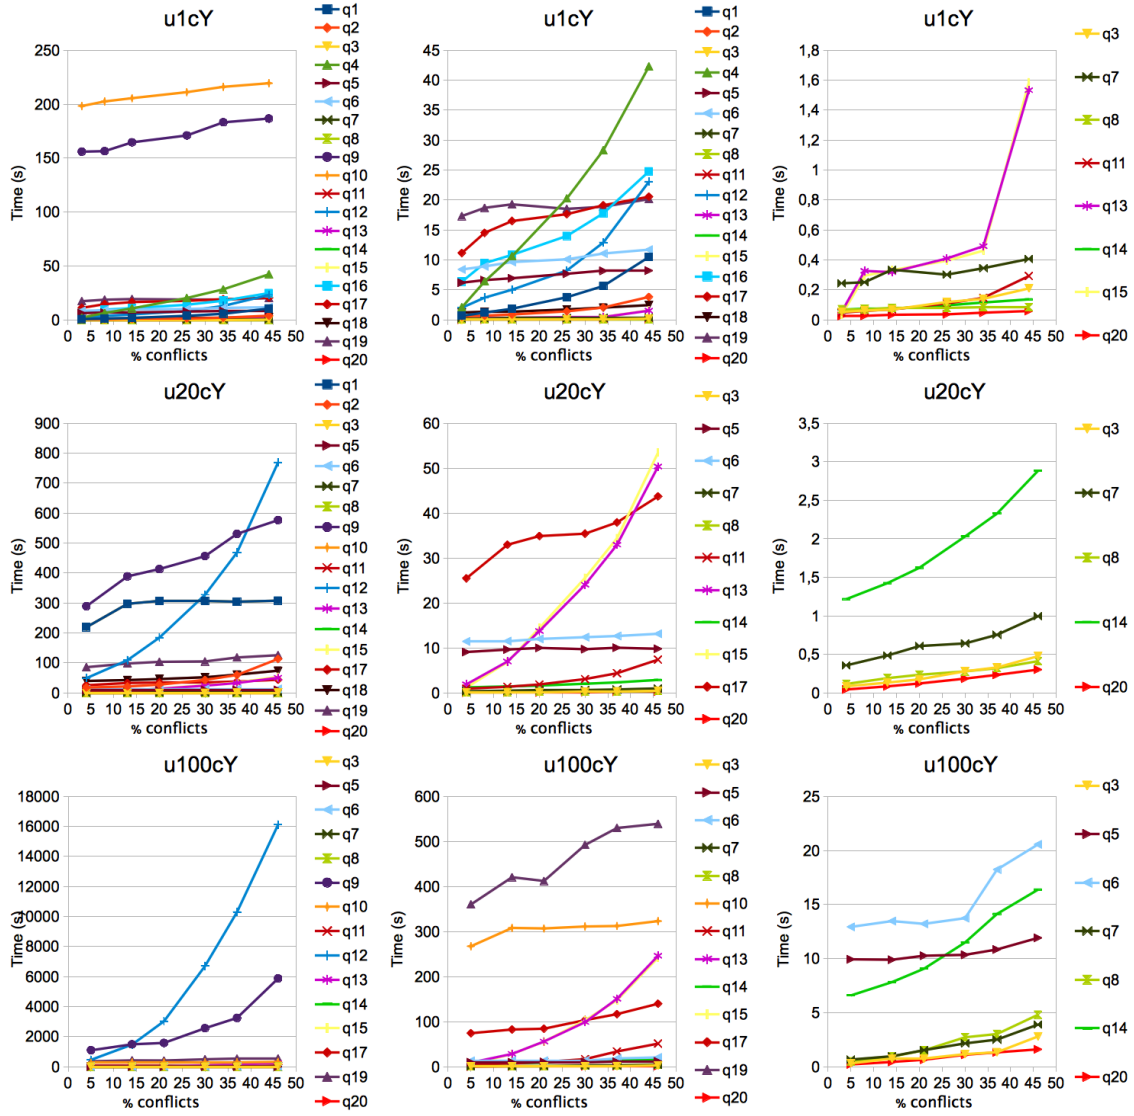 u1cY
250
200
150
100
50
0
Time (s)
0 5 10 15 20 25 30 35 40 45 50
% conflicts
q1
q2
q3
q4
q5
q6
q7
q8
q9
q10
q11
q12
q13
q14
q15
q16
q17
q18
q19
q20
u1cY
45
40
35
30
25
20
15
10
5
0
Time (s)
0 5 10 15 20 25 30 35 40 45 50
% conflicts
q1
q2
q3
q4
q5
q6
q7
q8
q11
q12
q13
q14
q15
q16
q17
q18
q19
q20
u1cY
1,8
1,6
1,4
1,2
1
0,8
0,6
0,4
0,2
0
Time (s)
0 5 10 15 20 25 30 35 40 45 50
% conflicts
q3
q7
q8
q11
q13
q14
q15
q20
u20cY
900
800
700
600
500
400
300
200
100
0
Time (s)
0 5 10 15 20 25 30 35 40 45 50
% conflicts
q1
q2
q3
q5
q6
q7
q8
q9
q10
q11
q12
q13
q14
q15
q17
q18
q19
q20
u20cY
60
50
40
30
20
10
0
Time (s)
0 5 10 15 20 25 30 35 40 45 50
% conflicts
q3
q5
q6
q7
q8
q11
q13
q14
q15
q17
q20
u20cY
3,5
3
2,5
2
1,5
1
0,5
0
Time (s)
0 5 10 15 20 25 30 35 40 45 50
% conflicts
q3
q7
q8
q14
q20
u100cY
18000
16000
14000
12000
10000
8000
6000
4000
2000
0
Time (s)
0 5 10 15 20 25 30 35 40 45 50
% conflicts
q3
q5
q6
q7
q8
q9
q10
q11
q12
q13
q14
q15
q17
q19
q20
u100cY
600
500
400
300
200
100
0
Time (s)
0 5 10 15 20 25 30 35 40 45 50
% conflicts
q3
q5
q6
q7
q8
q10
q11
q13
q14
q15
q17
q19
q20
u100cY
25
20
15
10
5
0
Time (s)
0 5 10 15 20 25 30 35 40 45 50
% conflicts
q3
q5
q6
q7
q8
q14
q20